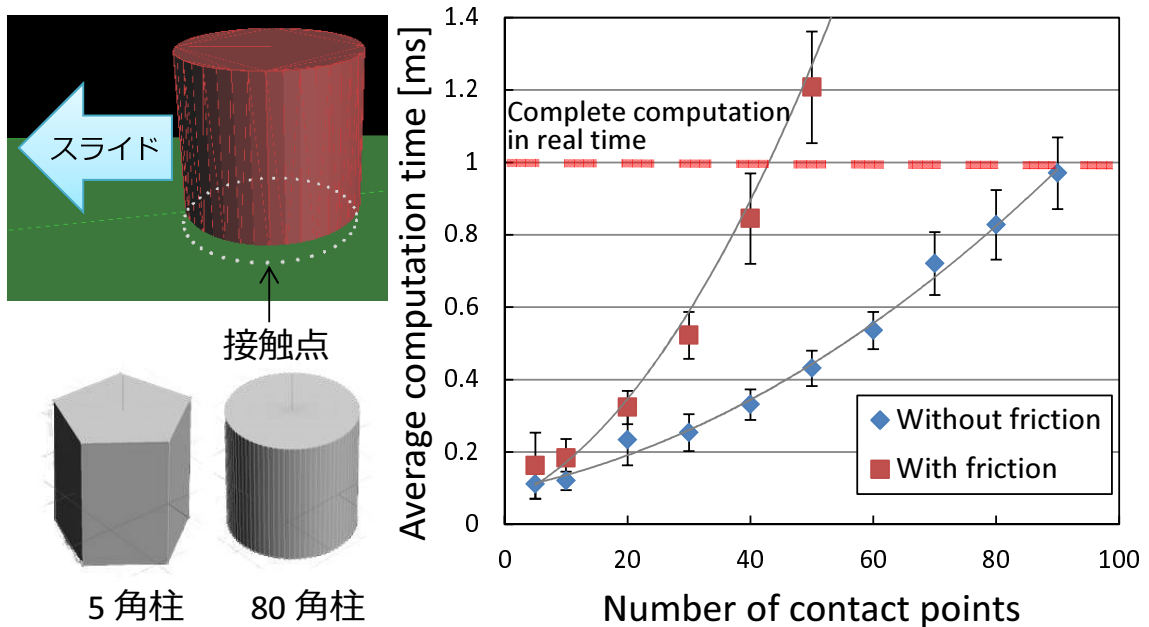 スライド
接触点
5 角柱
80 角柱
Average computation time [ms]
1.4
1.2
1
0.8
0.6
0.4
0.2
0
Complete computation
in real time
Without friction
With friction
0 20 40 60 80 100
Number of contact points